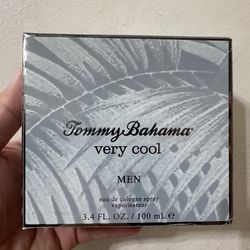 Tommy Bahama
very cool
MEN
eau de cologne spray
vaporisateur
3.4 FL. OZ. / 100 mL ℮